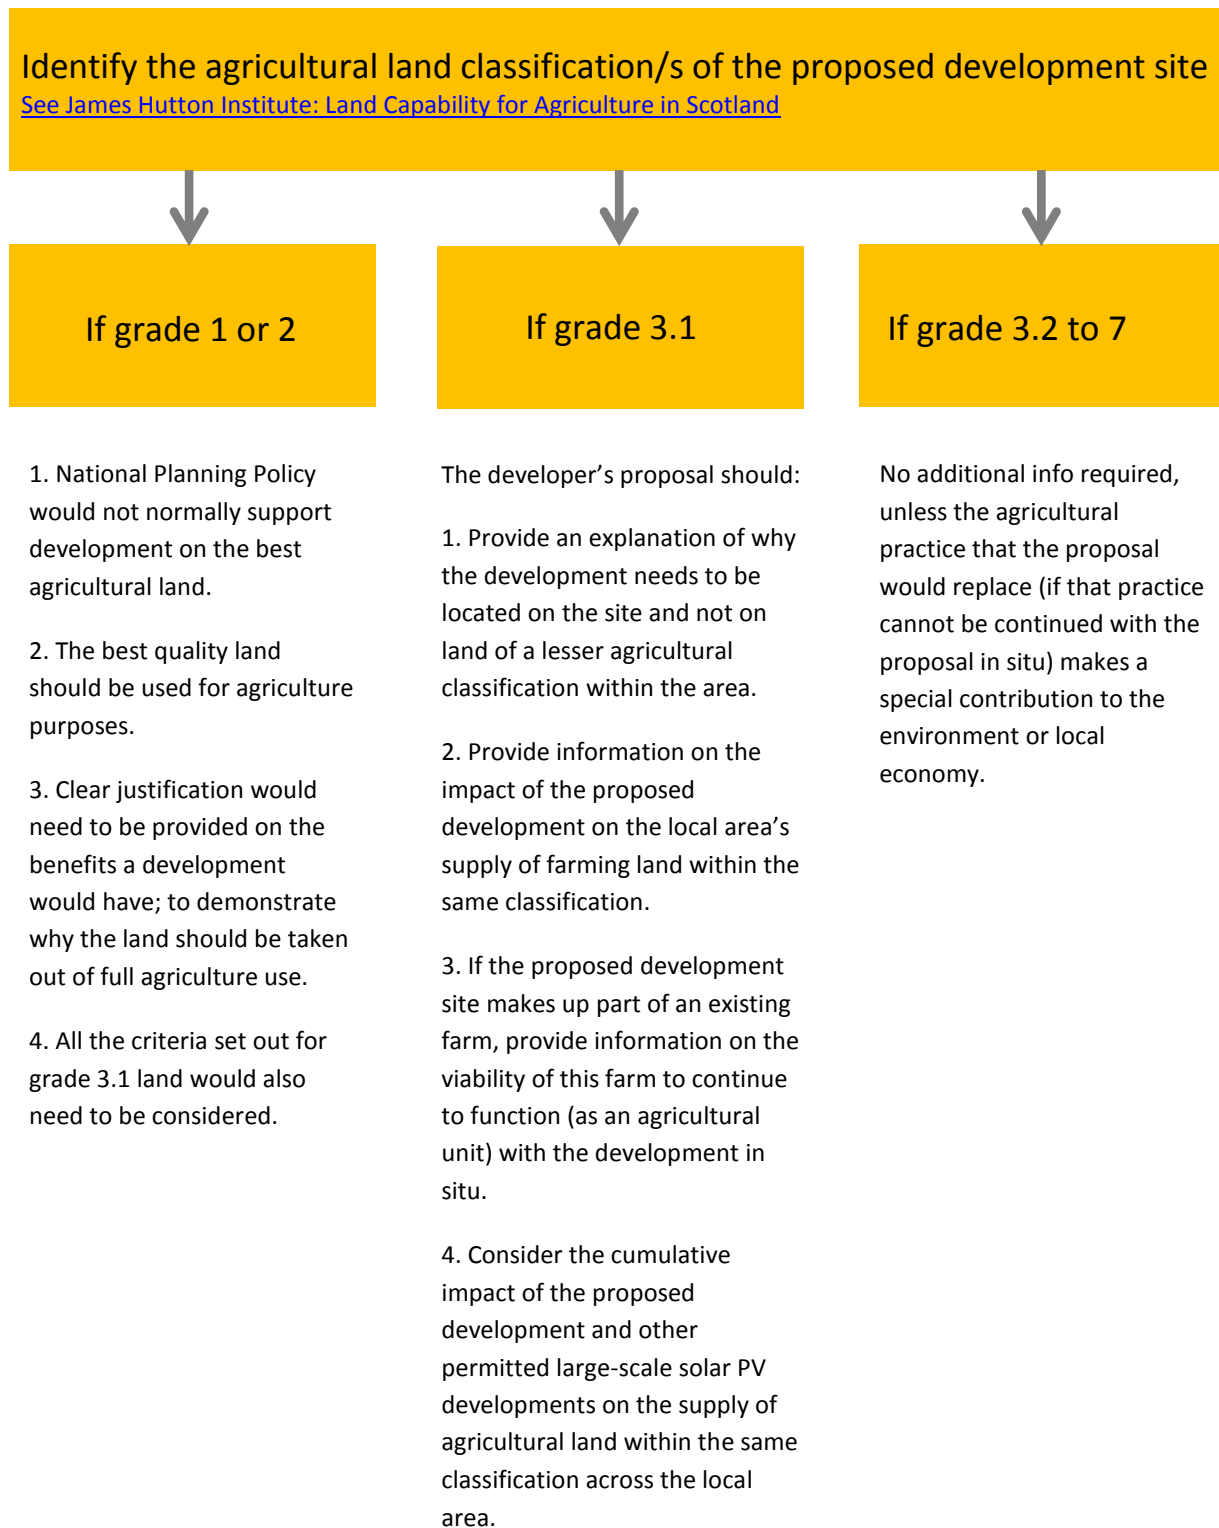 Identify the agricultural land classification/s of the proposed development site
See James Hutton Institute: Land Capability for Agriculture in Scotland
If grade 1 or 2
1. National Planning Policy
would not normally support
development on the best
agricultural land.
2. The best quality land
should be used for agriculture
purposes.
3. Clear justification would
need to be provided on the
benefits a development
would have; to demonstrate
why the land should be taken
out of full agriculture use.
4. All the criteria set out for
grade 3.1 land would also
need to be considered.
If grade 3.1
The developer’s proposal should:
1. Provide an explanation of why
the development needs to be
located on the site and not on
land of a lesser agricultural
classification within the area.
2. Provide information on the
impact of the proposed
development on the local area’s
supply of farming land within the
same classification.
3. If the proposed development
site makes up part of an existing
farm, provide information on the
viability of this farm to continue
to function (as an agricultural
unit) with the development in
situ.
4. Consider the cumulative
impact of the proposed
development and other
permitted large-scale solar PV
developments on the supply of
agricultural land within the same
classification across the local
area.
If grade 3.2 to 7
No additional info required,
unless the agricultural
practice that the proposal
would replace (if that practice
cannot be continued with the
proposal in situ) makes a
special contribution to the
environment or local
economy.